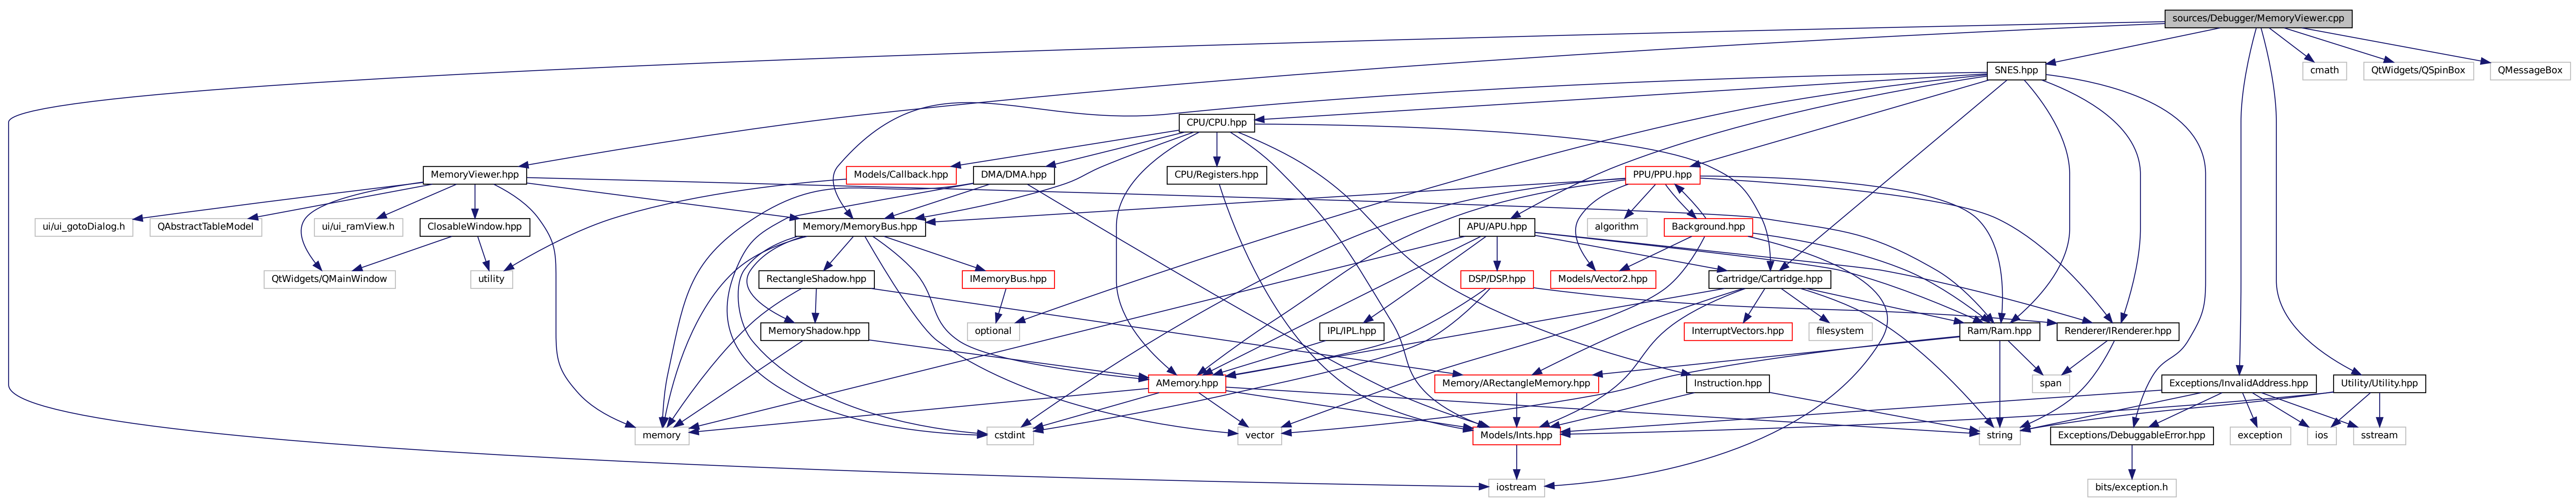 sources/Debugger/MemoryViewer.cpp
SNES.hpp
cmath
QtWidgets/QSpinBox
QMessageBox
CPU/CPU.hpp
MemoryViewer.hpp
Models/Callback.hpp
DMA/DMA.hpp
CPU/Registers.hpp
PPU/PPU.hpp
ui/ui_gotoDialog.h
QAbstractTableModel
ui/ui_ramView.h
ClosableWindow.hpp
Memory/MemoryBus.hpp
APU/APU.hpp
algorithm
Background.hpp
QtWidgets/QMainWindow
utility
RectangleShadow.hpp
IMemoryBus.hpp
DSP/DSP.hpp
Models/Vector2.hpp
Cartridge/Cartridge.hpp
MemoryShadow.hpp
optional
IPL/IPL.hpp
InterruptVectors.hpp
filesystem
Ram/Ram.hpp
Renderer/IRenderer.hpp
AMemory.hpp
Memory/ARectangleMemory.hpp
Instruction.hpp
span
Exceptions/InvalidAddress.hpp
Utility/Utility.hpp
memory
cstdint
vector
Models/Ints.hpp
string
Exceptions/DebuggableError.hpp
exception
ios
sstream
iostream
bits/exception.h